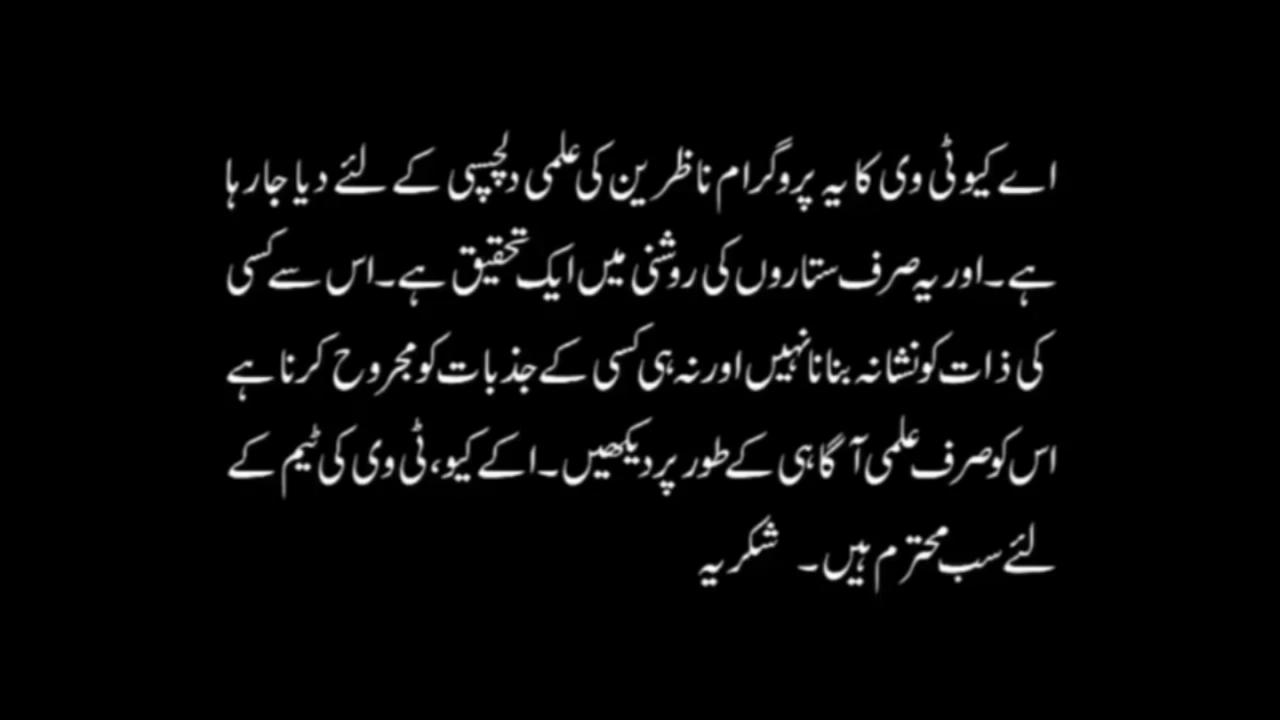 اے کیو ٹی وی کا یہ پروگرام ناظرین کی علمی دلچسپی کے لئے دیا جارہا
ہے۔اور یہ صرف ستاروں کی روشنی میں ایک تحقیق ہے۔اس سے کسی
کی ذات کو نشانہ بنانا نہیں اور نہ ہی کسی کے جذبات کو مجروح کرنا ہے
اس کو صرف علمی آگاہی کے طور پر دیکھیں۔اکے کیو،ٹی وی کی ٹیم کے
لئے سب محترم ہیں۔ شکریہ